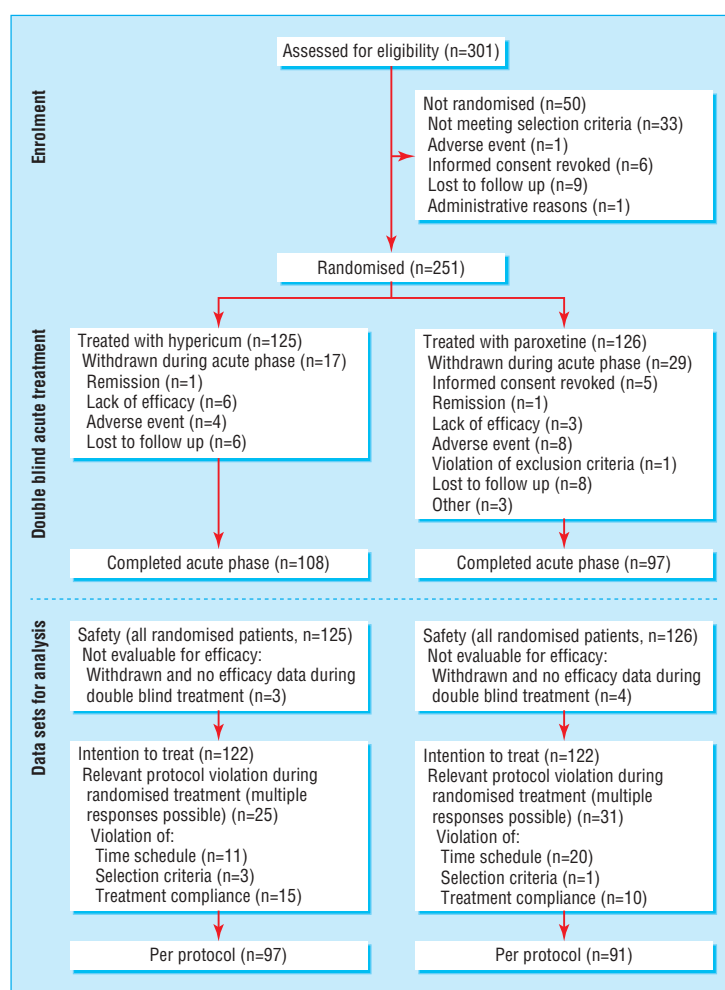 Enrolment
Assessed for eligibility (n=301)
Not randomised (n=50)
Not meeting selection criteria (n=33)
Adverse event (n=1)
Informed consent revoked (n=6)
Lost to follow up (n=9)
Administrative reasons (n=1)
Randomised (n=251)
Double blind acute treatment
Treated with hypericum (n=125)
Withdrawn during acute phase (n=17)
Remission (n=1)
Lack of efficacy (n=6)
Adverse event (n=4)
Lost to follow up (n=6)
Treated with paroxetine (n=126)
Withdrawn during acute phase (n=29)
Informed consent revoked (n=5)
Remission (n=1)
Lack of efficacy (n=3)
Adverse event (n=8)
Violation of exclusion criteria (n=1)
Lost to follow up (n=8)
Other (n=3)
Completed acute phase (n=108)
Completed acute phase (n=97)
Data sets for analysis
Safety (all randomised patients, n=125)
Not evaluable for efficacy:
Withdrawn and no efficacy data during
double blind treatment (n=3)
Safety (all randomised patients, n=126)
Not evaluable for efficacy:
Withdrawn and no efficacy data during
double blind treatment (n=4)
Intention to treat (n=122)
Relevant protocol violation during
randomised treatment (multiple
responses possible) (n=25)
Violation of:
Time schedule (n=11)
Selection criteria (n=3)
Treatment compliance (n=15)
Intention to treat (n=122)
Relevant protocol violation during
randomised treatment (multiple
responses possible) (n=31)
Violation of:
Time schedule (n=20)
Selection criteria (n=1)
Treatment compliance (n=10)
Per protocol (n=97)
Per protocol (n=91)